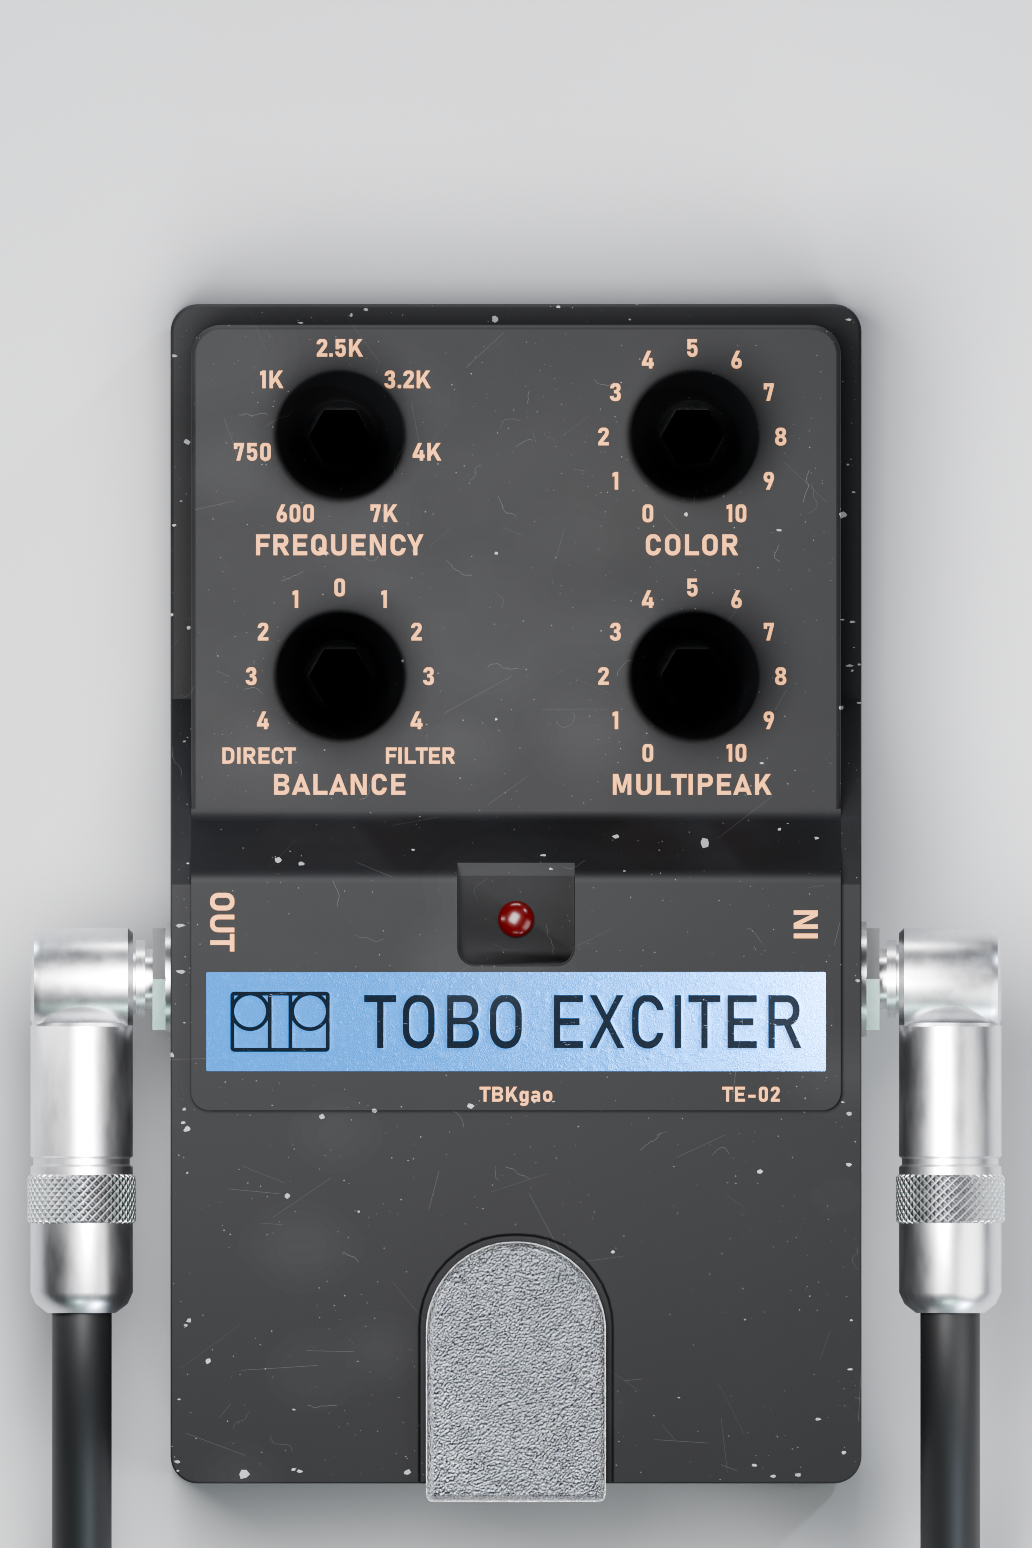 2.5K
1K 3.2K
750 4K
600 7K
FREQUENCY
5
4 6
3 7
2 8
1 9
0 10
COLOR
0
1 1
2 2
3 3
4 4
DIRECT FILTER
BALANCE
5
4 6
3 7
2 8
1 9
0 10
MULTIPEAK
OUT
IN
TOBO EXCITER
TBKgao
TE-02